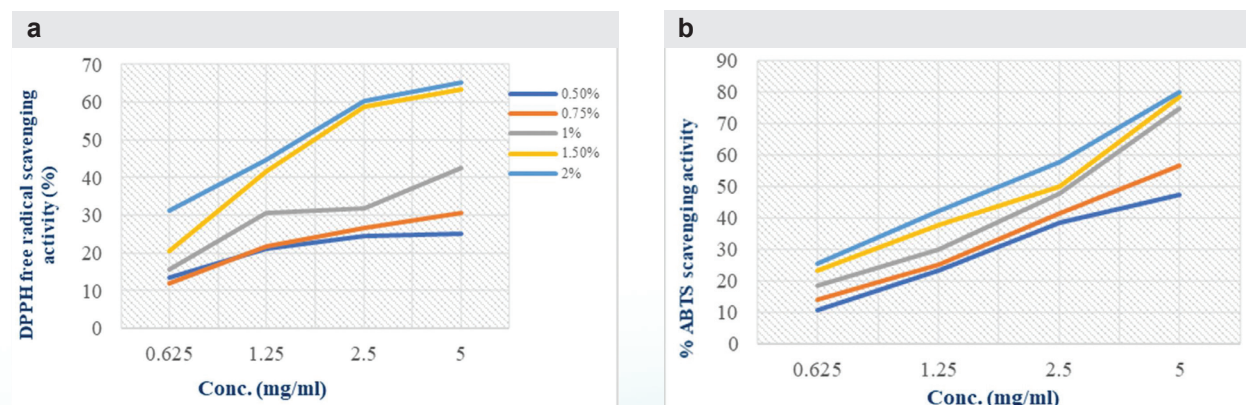 a
DPPH free radical scavenging
activity (%)
70
60
50
40
30
20
10
0
0.625 1.25 2.5 5
Conc. (mg/ml)
0.50%
0.75%
1%
1.50%
2%
b
% ABTS scavenging activity
90
80
70
60
50
40
30
20
10
0
0.625 1.25 2.5 5
Conc. (mg/ml)